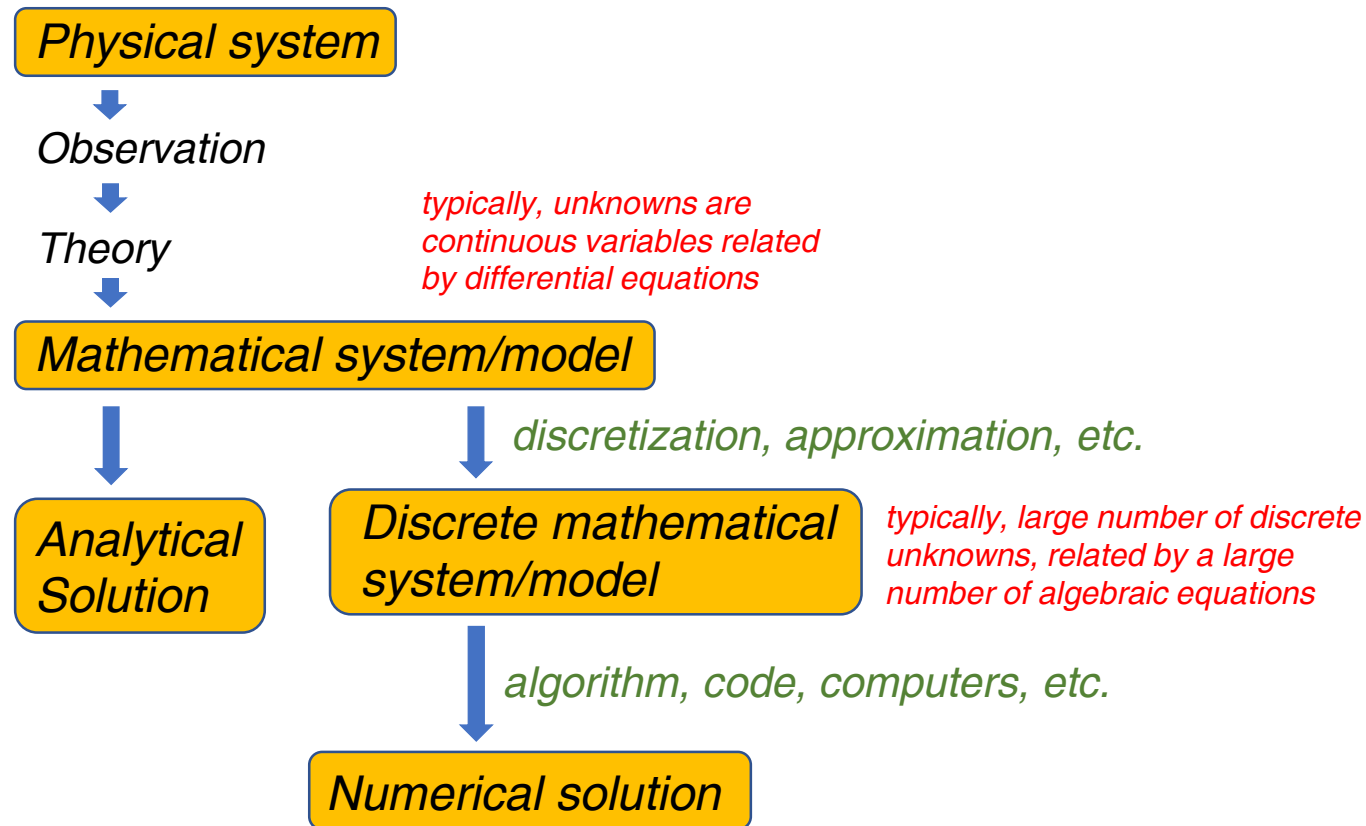 Physical system
Observation
Theory
typically, unknowns are
continuous variables related
by differential equations
Mathematical system/model
discretization, approximation, etc.
Analytical
Solution
Discrete mathematical
system/model
typically, large number of discrete
unknowns, related by a large
number of algebraic equations
algorithm, code, computers, etc.
Numerical solution